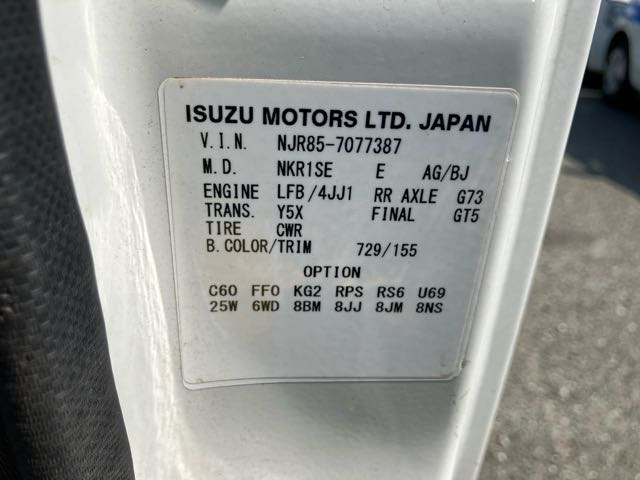 ISUZU MOTORS LTD. JAPAN
V.I.N. NJR85-7077387
M.D. NKR1SE E AG/BJ
ENGINE LFB/4JJ1 RR AXLE G73
TRANS. Y5X FINAL GT5
TIRE CWR
B.COLOR/TRIM 729/155
OPTION
C60 FF0 KG2 RPS RS6 U69
25W 6WD 8BM 8JJ 8JM 8NS